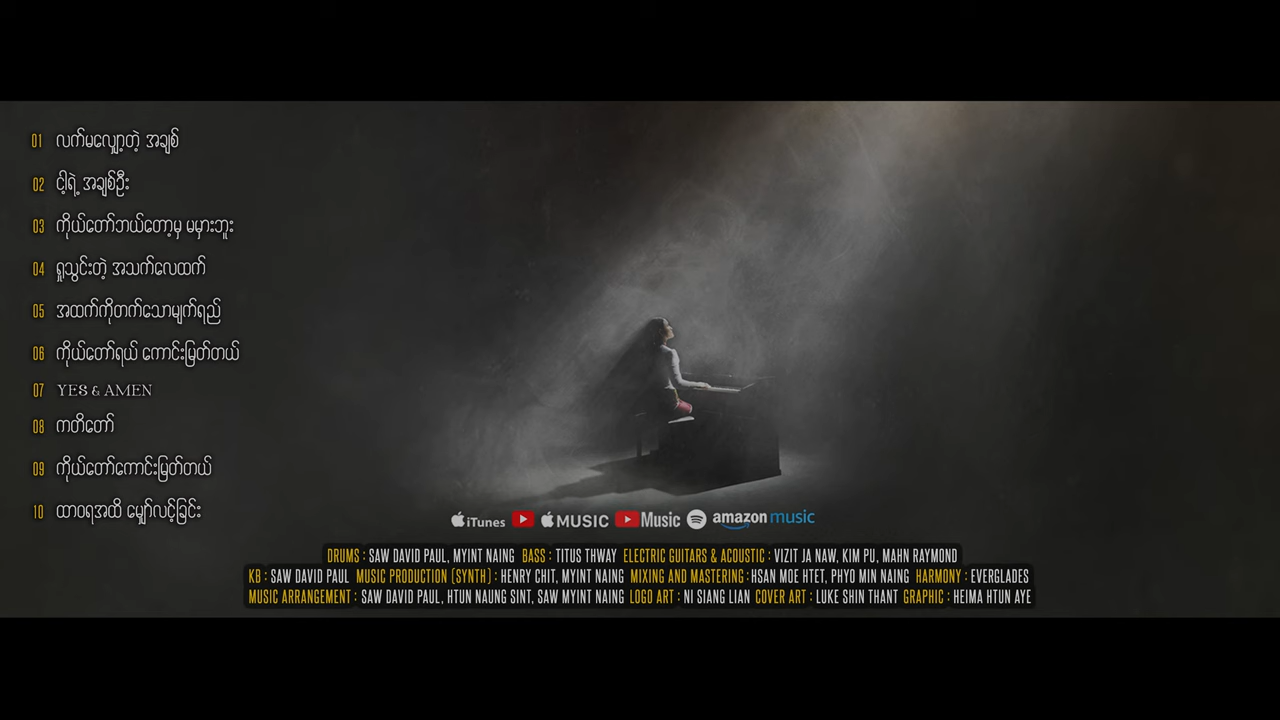 01 လက်မလျှော့တဲ့ အချစ်
02 ငါ့ရဲ့ အချစ်ဦး
03 ကိုယ်တော်ဘယ်တော့မှ မမှားဘူး
04 ရှုသွင်းတဲ့ အသက်လေထက်
05 အထက်ကိုတက်သောမျက်ရည်
06 ကိုယ်တော်ရယ် ကောင်းမြတ်တယ်
07 YES & AMEN
08 ကတိတော်
09 ကိုယ်တော်ကောင်းမြတ်တယ်
10 ထာဝရအထိ မျှော်လင့်ခြင်း
iTunes MUSIC Music amazon music
DRUMS : SAW DAVID PAUL, MYINT NAING BASS : TITUS THWAY ELECTRIC GUITARS & ACOUSTIC : VIZIT JA NAW, KIM PU, MAHN RAYMOND
KB : SAW DAVID PAUL MUSIC PRODUCTION (SYNTH) : HENRY CHIT, MYINT NAING MIXING AND MASTERING : HSAN MOE HTET, PHYO MIN NAING HARMONY : EVERGLADES
MUSIC ARRANGEMENT : SAW DAVID PAUL, HTUN NAUNG SINT, SAW MYINT NAING LOGO ART : NI SIANG LIAN COVER ART : LUKE SHIN THANT GRAPHIC : HEIMA HTUN AYE